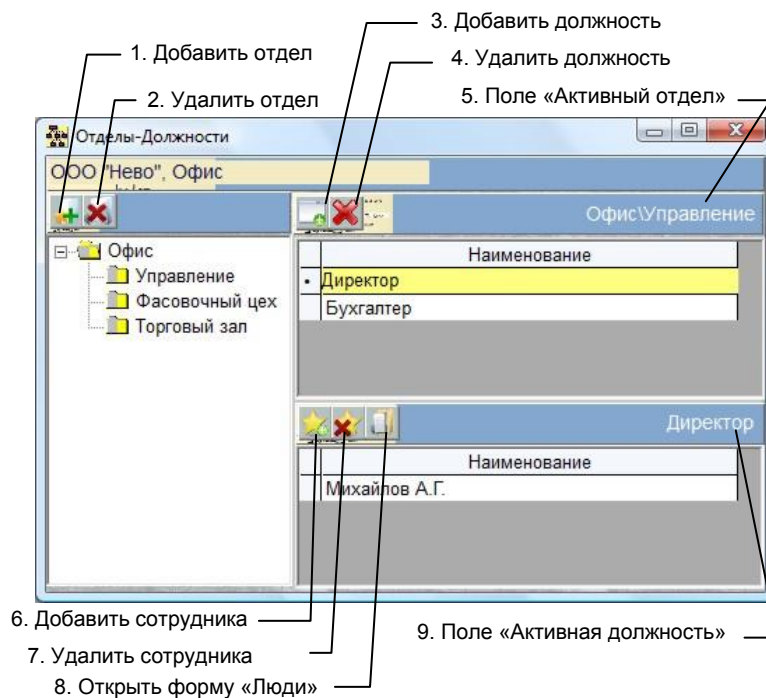 3. Добавить должность
1. Добавить отдел
4. Удалить должность
2. Удалить отдел
5. Поле «Активный отдел»
Отделы-Должности
ООО "Нево", Офис
Офис\Управление
Офис
Управление
Фасовочный цех
Торговый зал
Наименование
Директор
Бухгалтер
Директор
Наименование
Михайлов А.Г.
6. Добавить сотрудника
9. Поле «Активная должность»
7. Удалить сотрудника
8. Открыть форму «Люди»